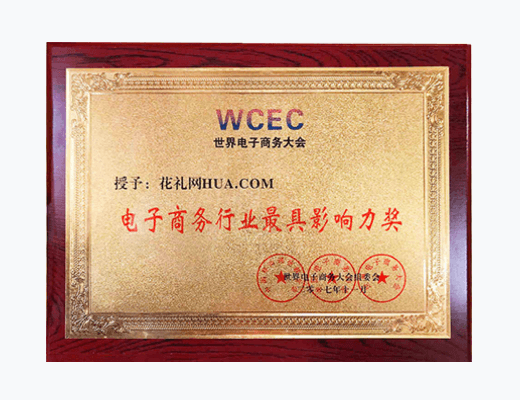 WCEC
世界电子商务大会
授予：花礼网HUA.COM
电子商务行业最具影响力奖
世界电子商务大会组委会
二〇一七年十一月